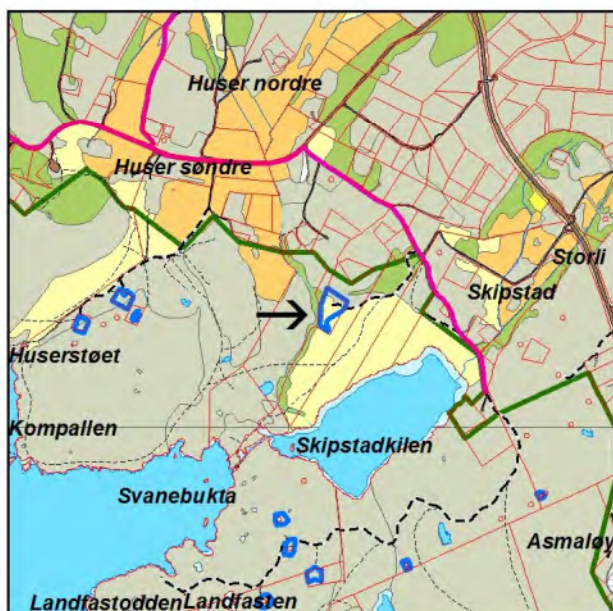 Huser nordre
Huser søndre
Storli
Skipstad
Huserstøet
Kompallen
Skipstadkilen
Svanebukta
Asmaløy
Landfastodden
Landfasten